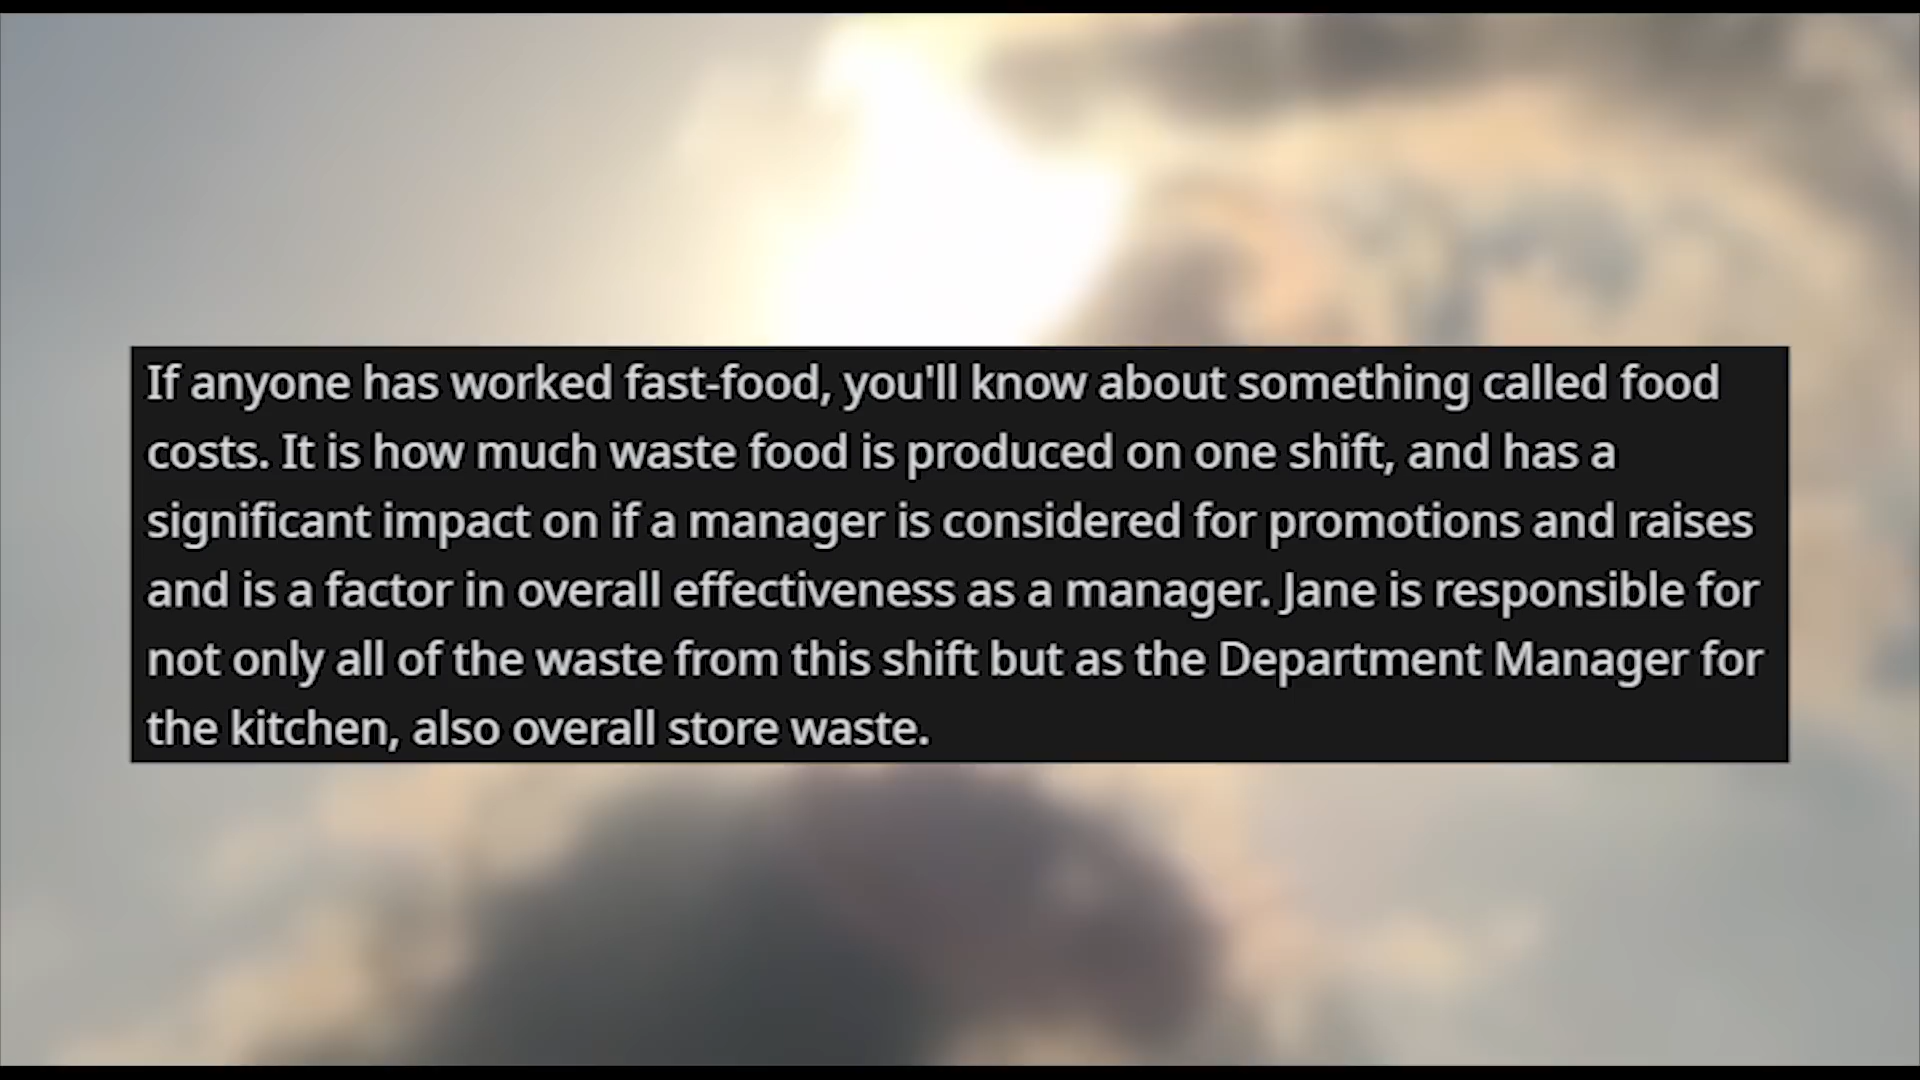 If anyone has worked fast-food, you'll know about something called food
costs. It is how much waste food is produced on one shift, and has a
significant impact on if a manager is considered for promotions and raises
and is a factor in overall effectiveness as a manager. Jane is responsible for
not only all of the waste from this shift but as the Department Manager for
the kitchen, also overall store waste.